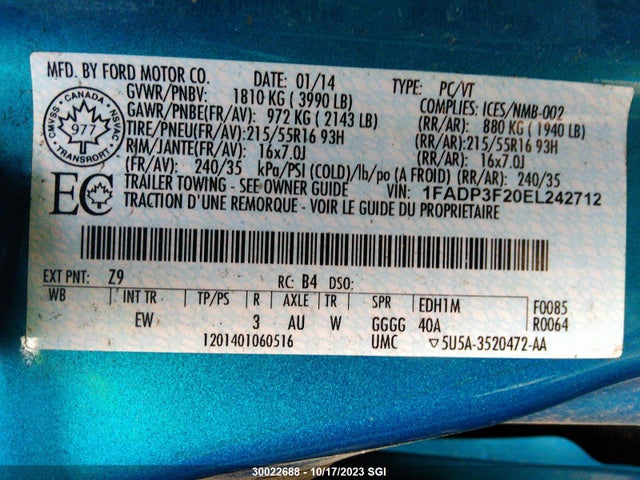 MFD. BY FORD MOTOR CO. DATE: 01/14 TYPE: PC/VT
GVWR/PNBV: 1810 KG ( 3990 LB) COMPLIES: ICES/NMB-002
GAWR/PNBE(FR/AV): 972 KG ( 2143 LB) (RR/AR): 880 KG ( 1940 LB)
TIRE/PNEU(FR/AV): 215/55R16 93H (RR/AR): 215/55R16 93H
RIM/JANTE(FR/AV): 16x7.0J (RR/AR): 16x7.0J
(FR/AV): 240/35 kPa/PSI (COLD)/lb/po (A FROID) (RR/AR): 240/35
TRAILER TOWING - SEE OWNER GUIDE VIN: 1FADP3F20EL242712
TRACTION D'UNE REMORQUE - VOIR LE GUIDE DU PROPRIETAIRE
CANADA
CMVSS 977 NSVAC
TRANSPORT
EC
EXT PNT: Z9 RC: B4 DSO:
WB INT TR TP/PS R AXLE TR SPR EDH1M F0085
EW 3 AU W GGGG 40A R0064
1201401060516 UMC ▽5U5A-3520472-AA
30022688 - 10/17/2023 SGI